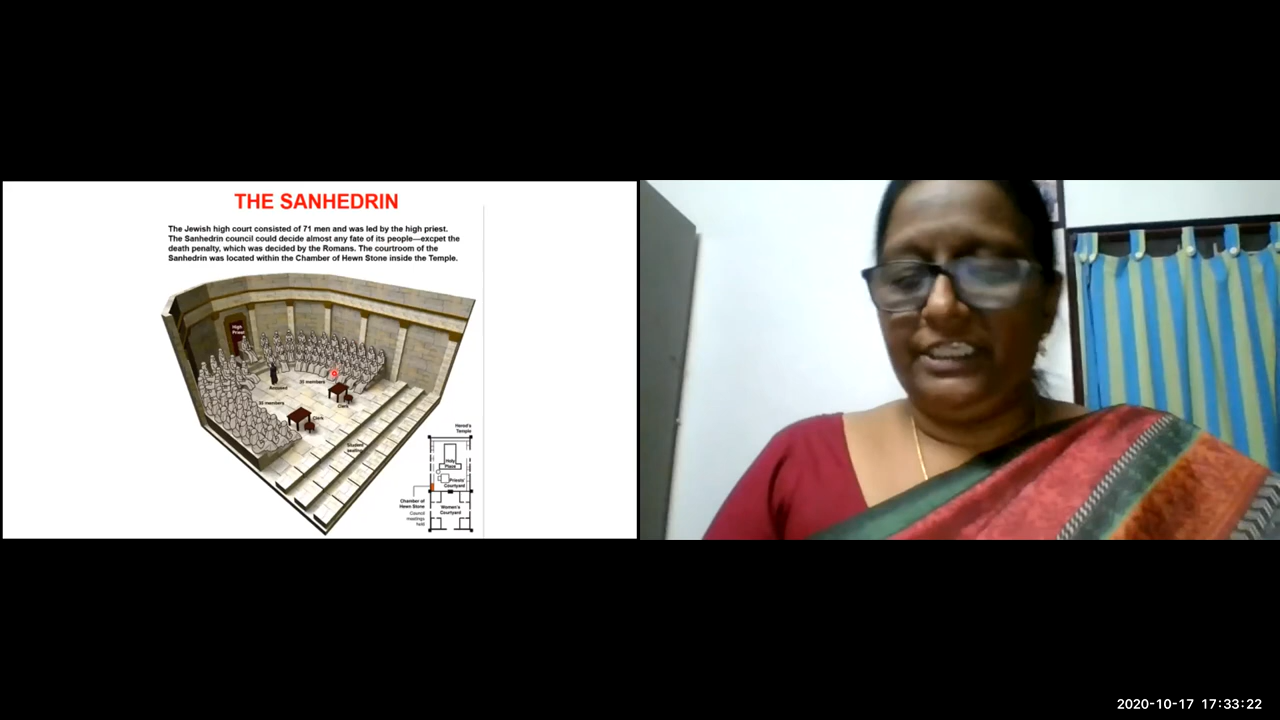 THE SANHEDRIN
The Jewish high court consisted of 71 men and was led by the high priest.
The Sanhedrin council could decide almost any fate of its people—excpet the
death penalty, which was decided by the Romans. The courtroom of the
Sanhedrin was located within the Chamber of Hewn Stone inside the Temple.
High
Priest
Accused
35 members
Clerk
35 members
Clerk
Student
seating
Herod's
Temple
Holy
Place
Priests'
Courtyard
Chamber of
Hewn Stone
Council
meetings
held
Women's
Courtyard
2020-10-17 17:33:22